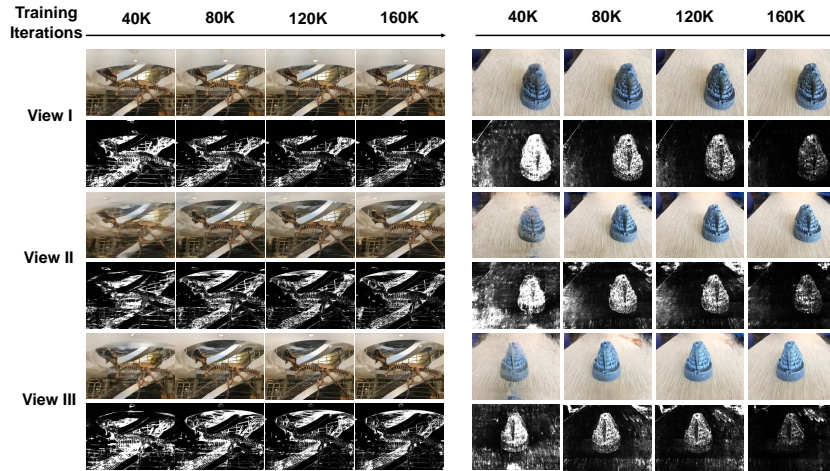 Training
Iterations
40K 80K 120K 160K 40K 80K 120K 160K
View I
View II
View III